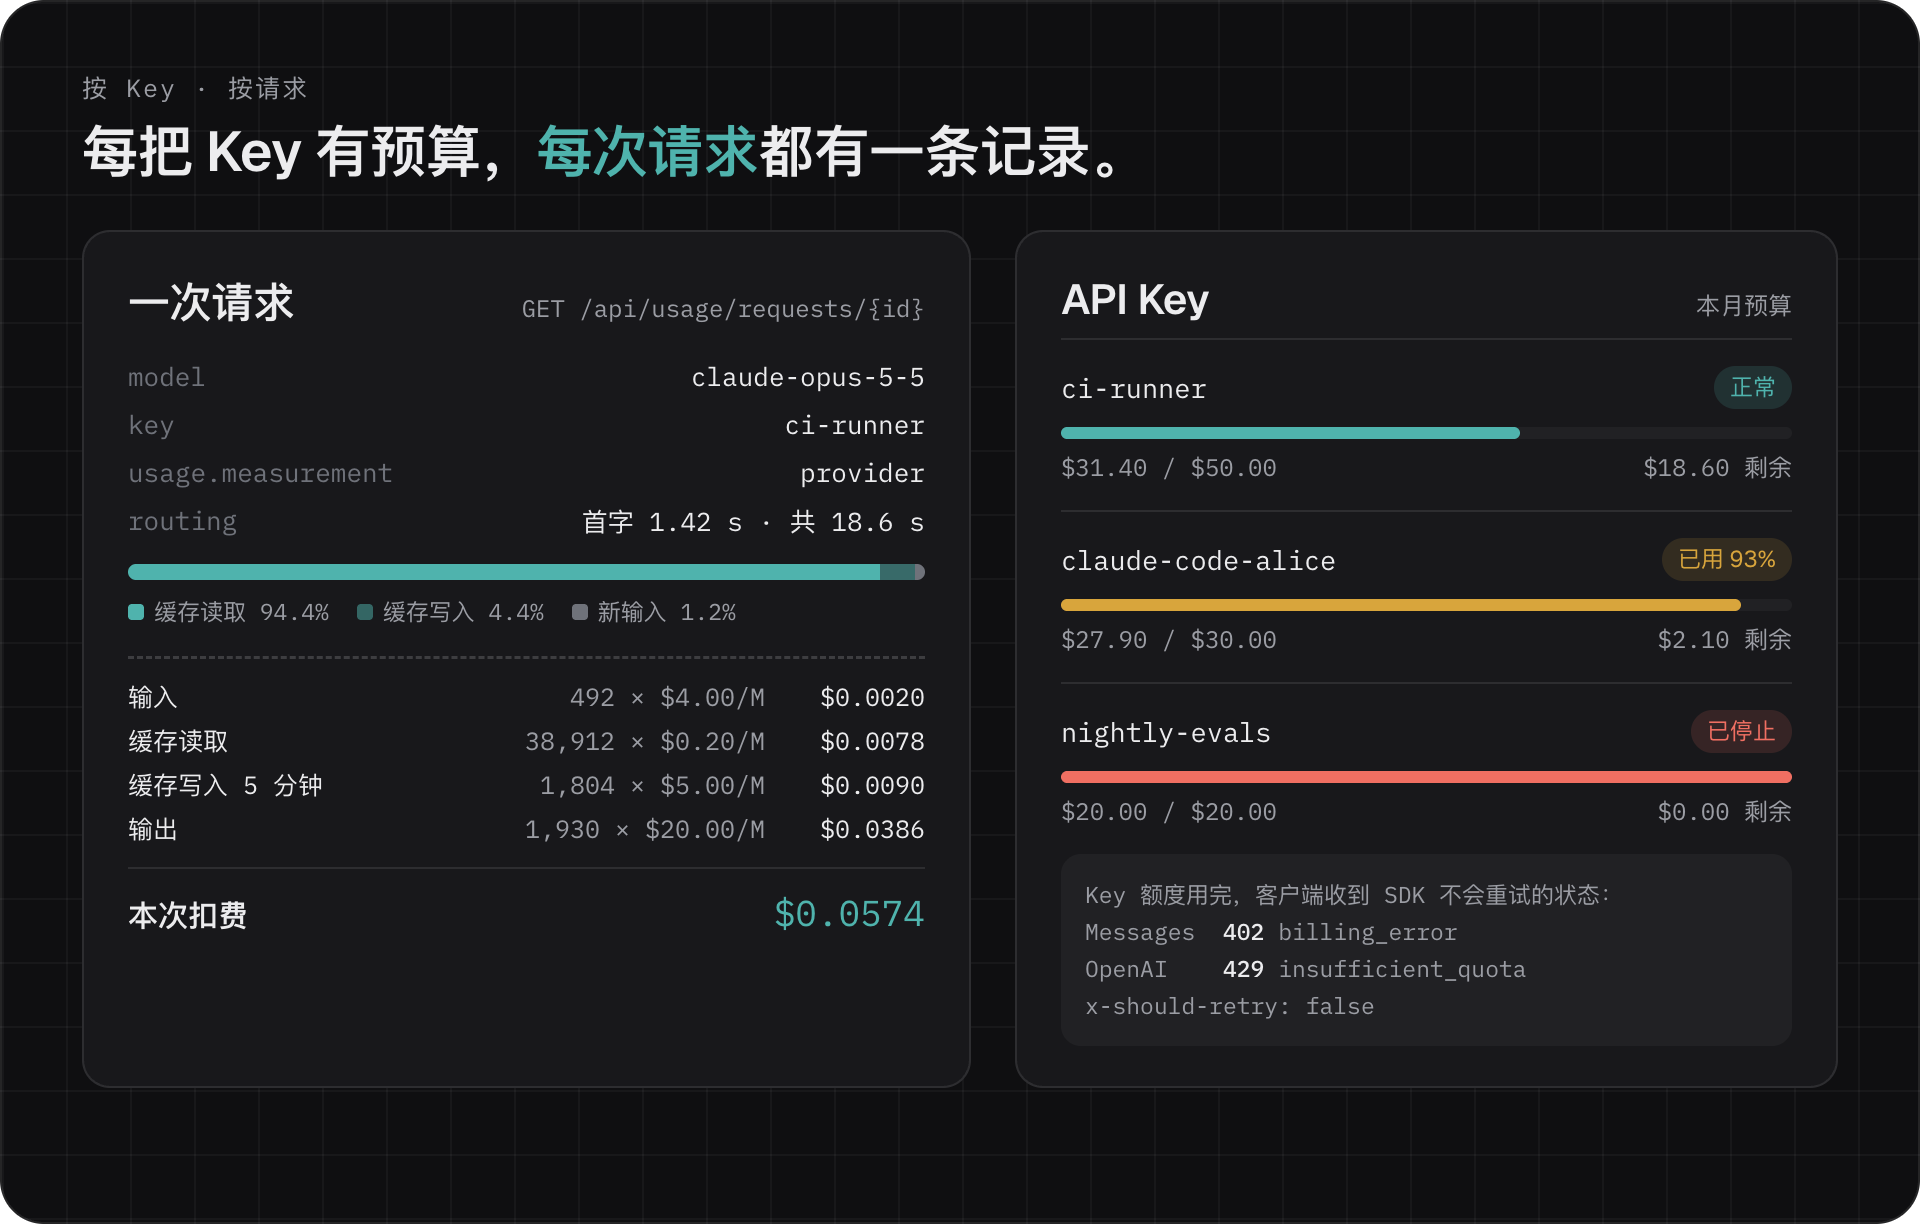 按 Key · 按请求
每把 Key 有预算，每次请求都有一条记录。
一次请求 GET /api/usage/requests/{id}
model claude-opus-5-5
key ci-runner
usage.measurement provider
routing 首字 1.42 s · 共 18.6 s
缓存读取 94.4% 缓存写入 4.4% 新输入 1.2%
输入 492 × $4.00/M $0.0020
缓存读取 38,912 × $0.20/M $0.0078
缓存写入 5 分钟 1,804 × $5.00/M $0.0090
输出 1,930 × $20.00/M $0.0386
本次扣费 $0.0574
API Key 本月预算
ci-runner 正常
$31.40 / $50.00 $18.60 剩余
claude-code-alice 已用 93%
$27.90 / $30.00 $2.10 剩余
nightly-evals 已停止
$20.00 / $20.00 $0.00 剩余
Key 额度用完，客户端收到 SDK 不会重试的状态：
Messages 402 billing_error
OpenAI 429 insufficient_quota
x-should-retry: false